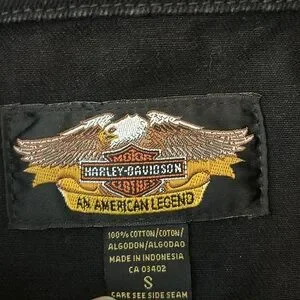 MOTOR
HARLEY-DAVIDSON
CLOTHES
AN AMERICAN LEGEND
100% COTTON/COTON/
ALGODON/ALGODAO
MADE IN INDONESIA
CA 03402
S
CARE SEE SIDE SEAM